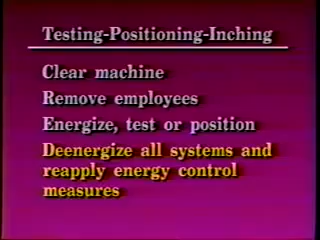 Testing-Positioning-Inching
Clear machine
Remove employees
Energize, test or position
Deenergize all systems and
reapply energy control
measures